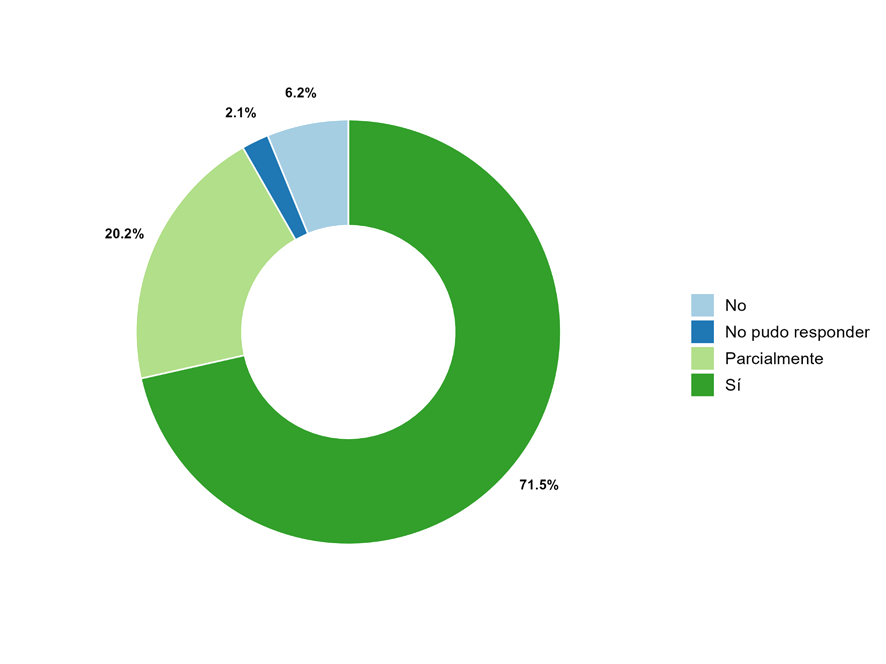 6.2%
2.1%
20.2%
71.5%
No
No pudo responder
Parcialmente
Sí